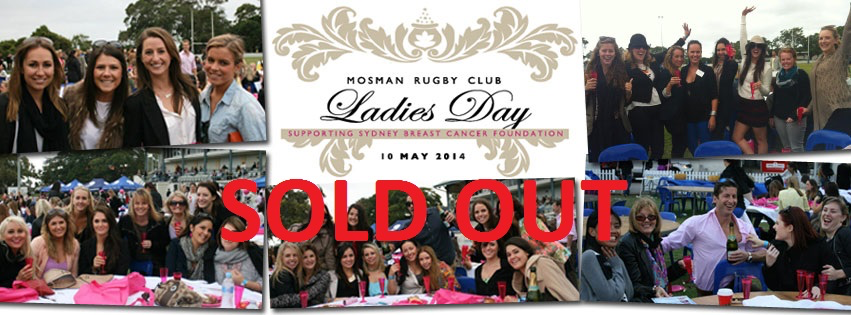 MOSMAN RUGBY CLUB
Ladies Day
SUPPORTING SYDNEY BREAST CANCER FOUNDATION
10 MAY 2014
SOLD OUT